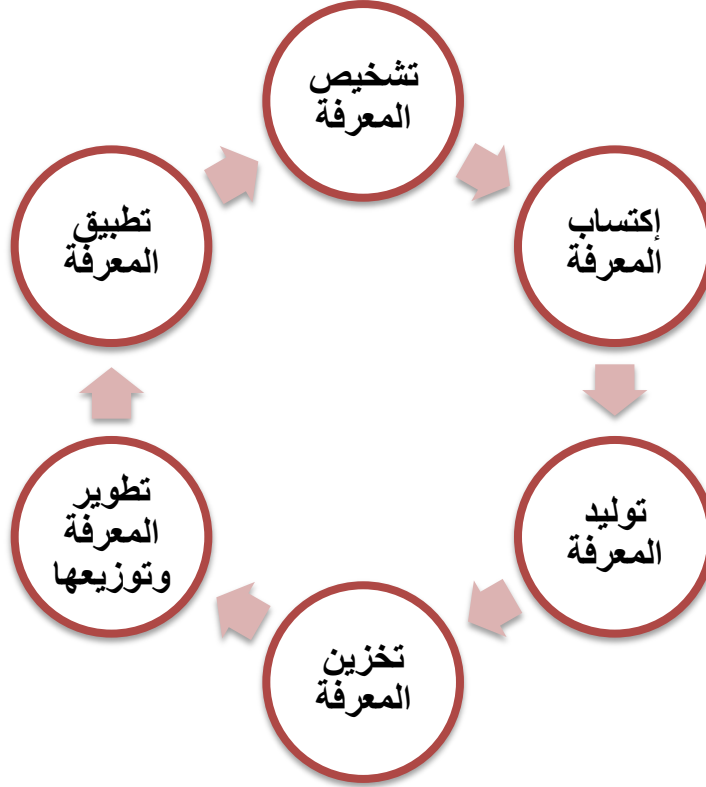 تشخيص
المعرفة
إكتساب
المعرفة
توليد
المعرفة
تخزين
المعرفة
تطوير
المعرفة
وتوزيعها
تطبيق
المعرفة